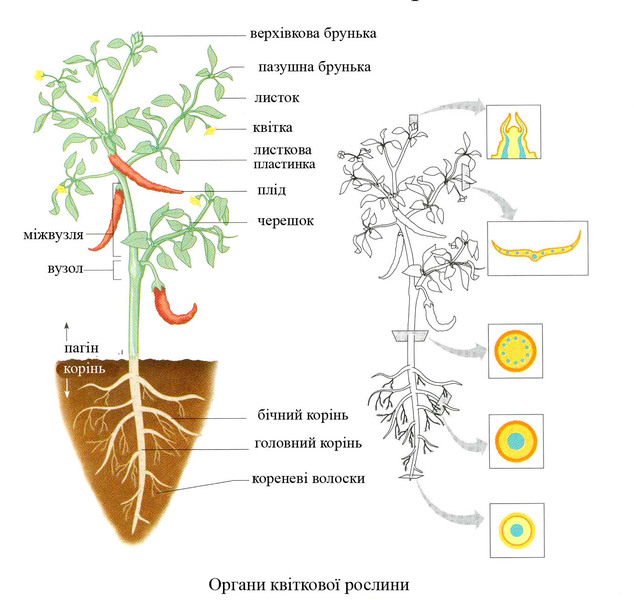 верхівкова брунька
пазушна брунька
листок
квітка
листкова
пластинка
плід
черешок
міжвузля
вузол
пагін
корінь
бічний корінь
головний корінь
кореневі волоски
Органи квіткової рослини